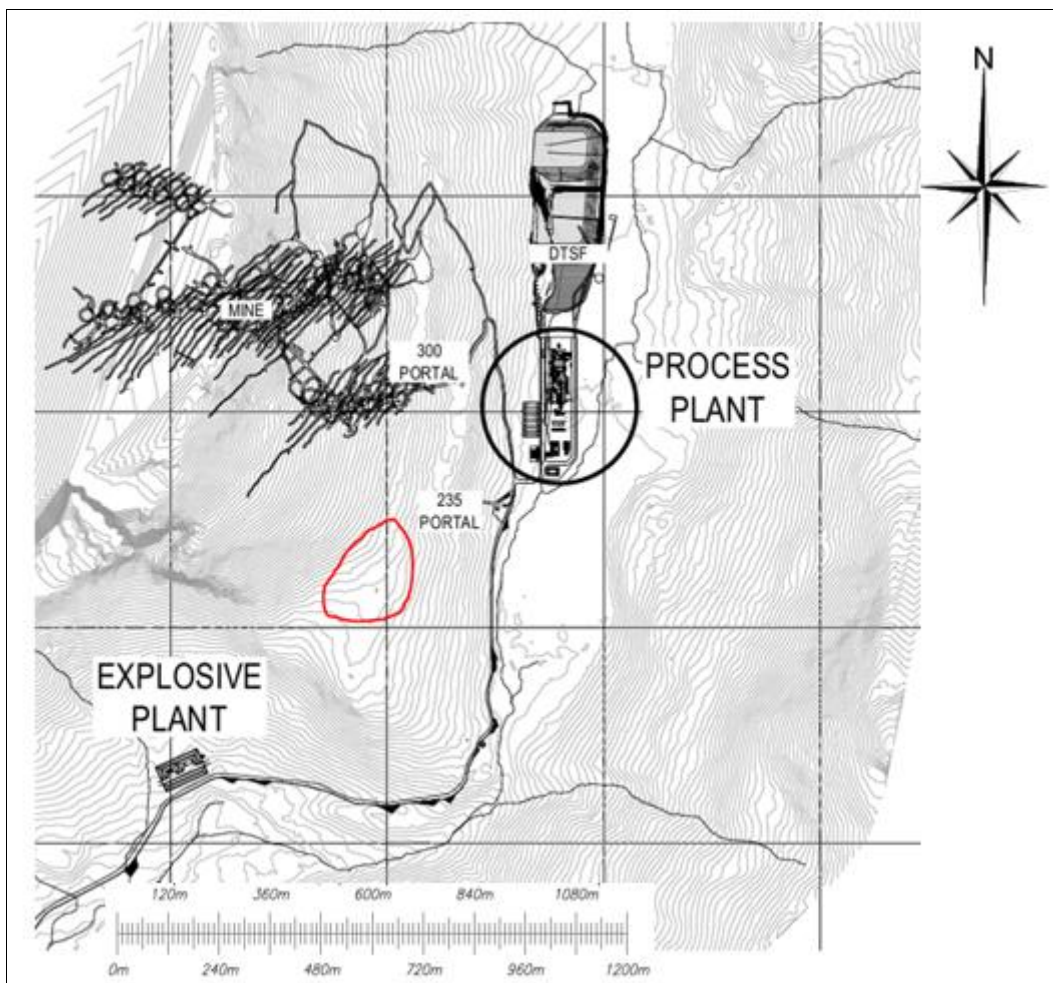 N
DTSF
MINE
300
PORTAL
PROCESS
PLANT
235
PORTAL
EXPLOSIVE
PLANT
120m 360m 600m 840m 1080m
0m 240m 480m 720m 960m 1200m